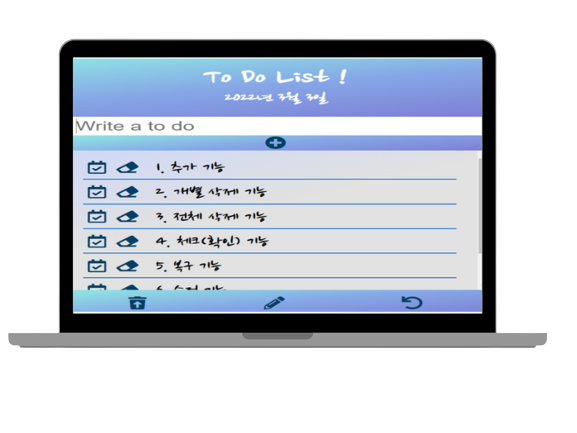 To Do List !
2022년 3월 3일
Write a to do
1. 추가 기능
2. 개별 삭제 기능
3. 전체 삭제 기능
4. 체크(확인) 기능
5. 복구 기능